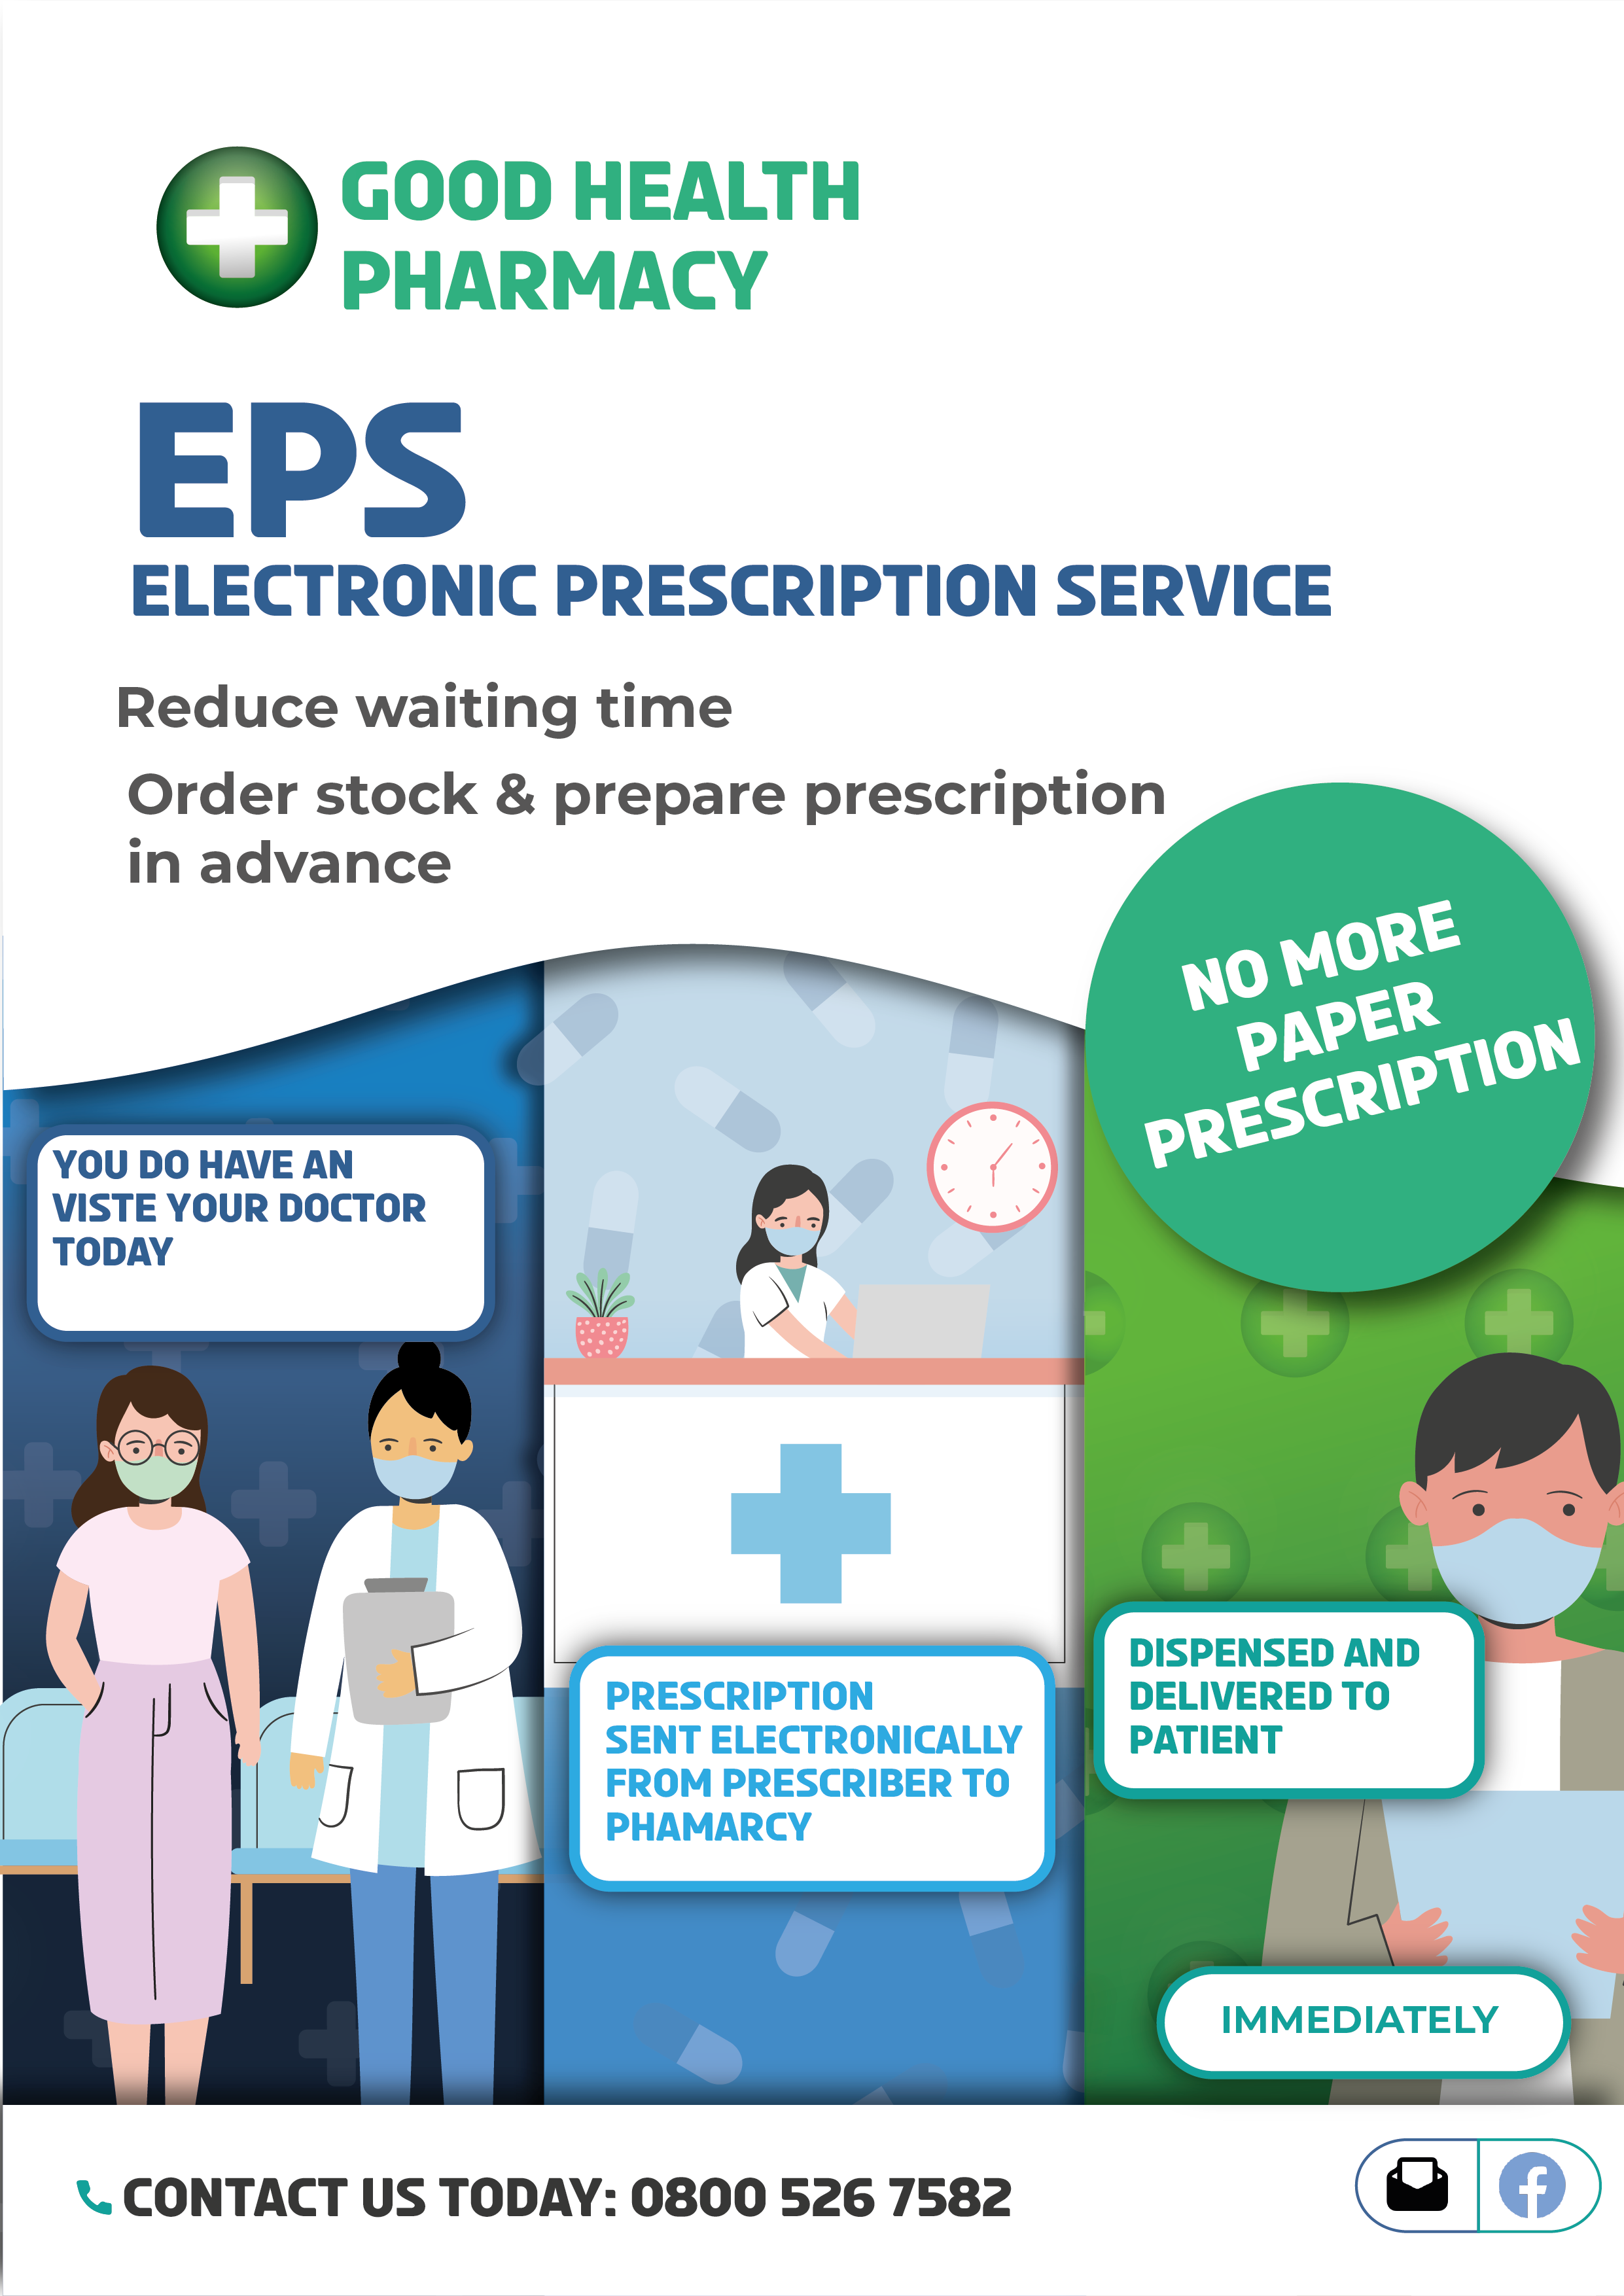 GOOD HEALTH
PHARMACY
EPS
ELECTRONIC PRESCRIPTION SERVICE
Reduce waiting time
Order stock & prepare prescription
in advance
NO MORE
PAPER
PRESCRIPTION
YOU DO HAVE AN
VISTE YOUR DOCTOR
TODAY
PRESCRIPTION
SENT ELECTRONICALLY
FROM PRESCRIBER TO
PHAMARCY
DISPENSED AND
DELIVERED TO
PATIENT
IMMEDIATELY
CONTACT US TODAY: 0800 526 7582